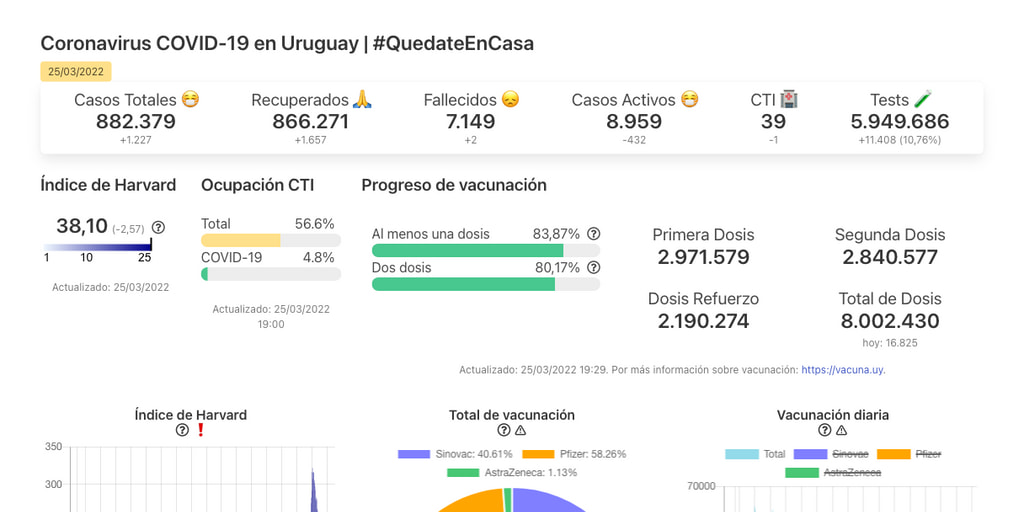 Coronavirus COVID-19 en Uruguay | #QuedateEnCasa
25/03/2022
Casos Totales 😷 Recuperados 🙏 Fallecidos 😞 Casos Activos 😷 CTI 🏥 Tests 🧪
882.379 866.271 7.149 8.959 39 5.949.686
+1.227 +1.657 +2 -432 -1 +11.408 (10,76%)
Índice de Harvard Ocupación CTI Progreso de vacunación
38,10 (-2,57)
1 10 25
Actualizado: 25/03/2022
Total 56.6%
COVID-19 4.8%
Actualizado: 25/03/2022
19:00
Al menos una dosis 83,87%
Dos dosis 80,17%
Primera Dosis Segunda Dosis
2.971.579 2.840.577
Dosis Refuerzo Total de Dosis
2.190.274 8.002.430
hoy: 16.825
Actualizado: 25/03/2022 19:29. Por más información sobre vacunación: https://vacuna.uy.
Índice de Harvard
350
300
Total de vacunación
Sinovac: 40.61% Pfizer: 58.26%
AstraZeneca: 1.13%
Vacunación diaria
Total Sinovac Pfizer
AstraZeneca
70000